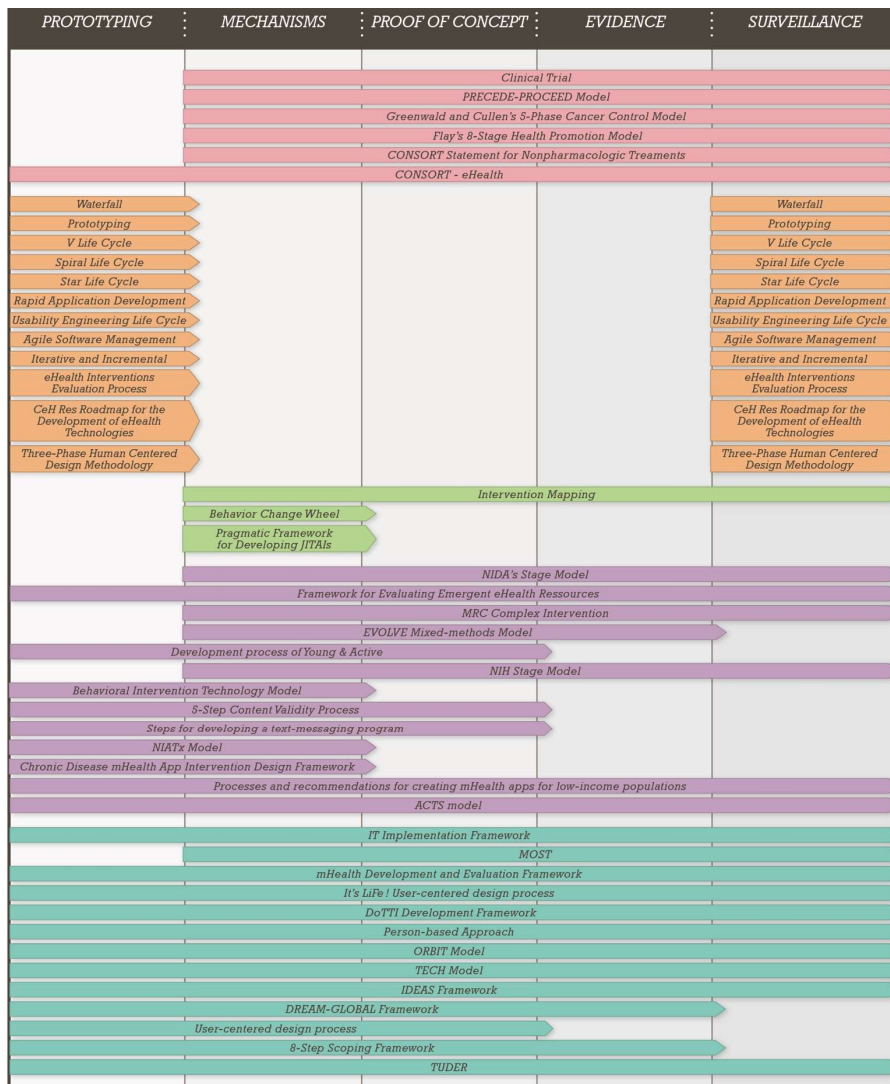 PROTOTYPING MECHANISMS PROOF OF CONCEPT EVIDENCE SURVEILLANCE
Clinical Trial
PRECEDE-PROCEED Model
Greenwald and Cullen's 5-Phase Cancer Control Model
Flay's 8-Stage Health Promotion Model
CONSORT Statement for Nonpharmacologic Treaments
CONSORT - eHealth
Waterfall Waterfall
Prototyping Prototyping
V Life Cycle V Life Cycle
Spiral Life Cycle Spiral Life Cycle
Star Life Cycle Star Life Cycle
Rapid Application Development Rapid Application Development
Usability Engineering Life Cycle Usability Engineering Life Cycle
Agile Software Management Agile Software Management
Iterative and Incremental Iterative and Incremental
eHealth Interventions eHealth Interventions
Evaluation Process Evaluation Process
CeH Res Roadmap for the CeH Res Roadmap for the
Development of eHealth Development of eHealth
Technologies Technologies
Three-Phase Human Centered Three-Phase Human Centered
Design Methodology Design Methodology
Intervention Mapping
Behavior Change Wheel
Pragmatic Framework
for Developing JITAIs
NIDA's Stage Model
Framework for Evaluating Emergent eHealth Ressources
MRC Complex Intervention
EVOLVE Mixed-methods Model
Development process of Young & Active
NIH Stage Model
Behavioral Intervention Technology Model
5-Step Content Validity Process
Steps for developing a text-messaging program
NIATx Model
Chronic Disease mHealth App Intervention Design Framework
Processes and recommendations for creating mHealth apps for low-income populations
ACTS model
IT Implementation Framework
MOST
mHealth Development and Evaluation Framework
It's LiFe! User-centered design process
DoTTI Development Framework
Person-based Approach
ORBIT Model
TECH Model
IDEAS Framework
DREAM-GLOBAL Framework
User-centered design process
8-Step Scoping Framework
TUDER